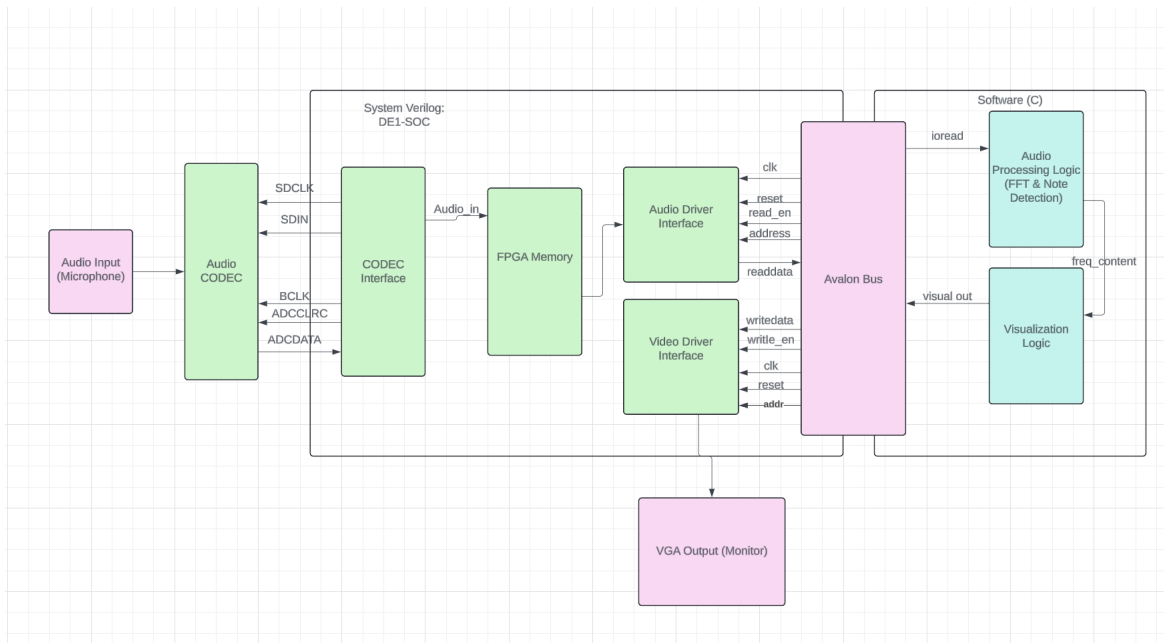 System Verilog:
DE1-SOC
Software (C)
Audio Input
(Microphone)
Audio
CODEC
SDCLK
SDIN
BCLK
ADCCLRC
ADCDATA
CODEC
Interface
Audio_in
FPGA Memory
Audio Driver
Interface
clk
reset
read_en
address
readdata
Video Driver
Interface
writedata
writle_en
clk
reset
addr
Avalon Bus
ioread
Audio
Processing Logic
(FFT & Note
Detection)
freq_content
visual out
Visualization
Logic
VGA Output (Monitor)